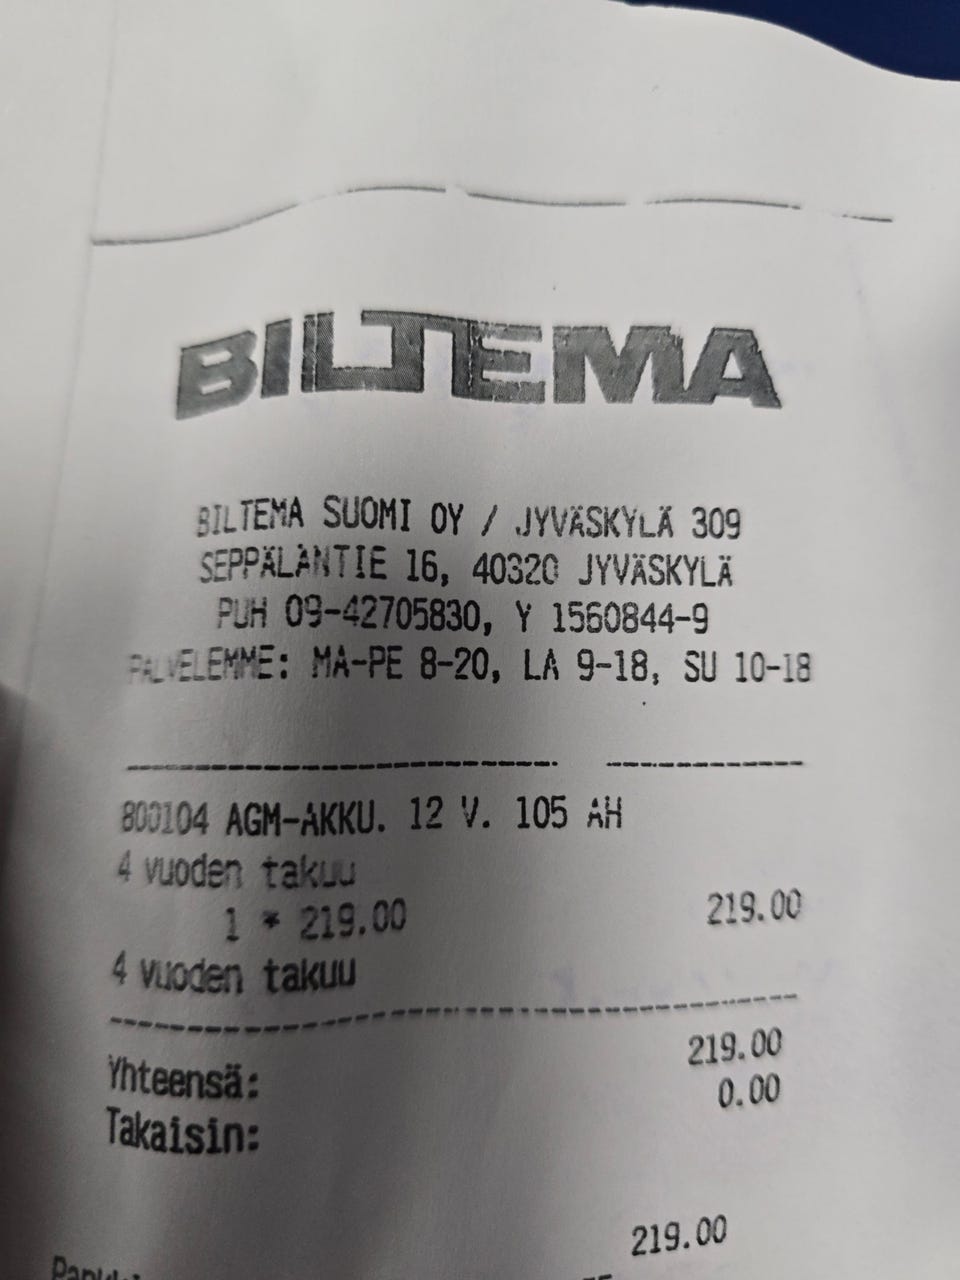 BILTEMA
BILTEMA SUOMI OY / JYVÄSKYLÄ 309
SEPPÄLÄNTIE 16, 40320 JYVÄSKYLÄ
PUH 09-42705830, Y 1560844-9
PALVELEMME: MA-PE 8-20, LA 9-18, SU 10-18
800104 AGM-AKKU. 12 V. 105 AH
4 vuoden takuu
1 * 219.00 219.00
4 vuoden takuu
Yhteensä: 219.00
Takaisin: 0.00
219.00